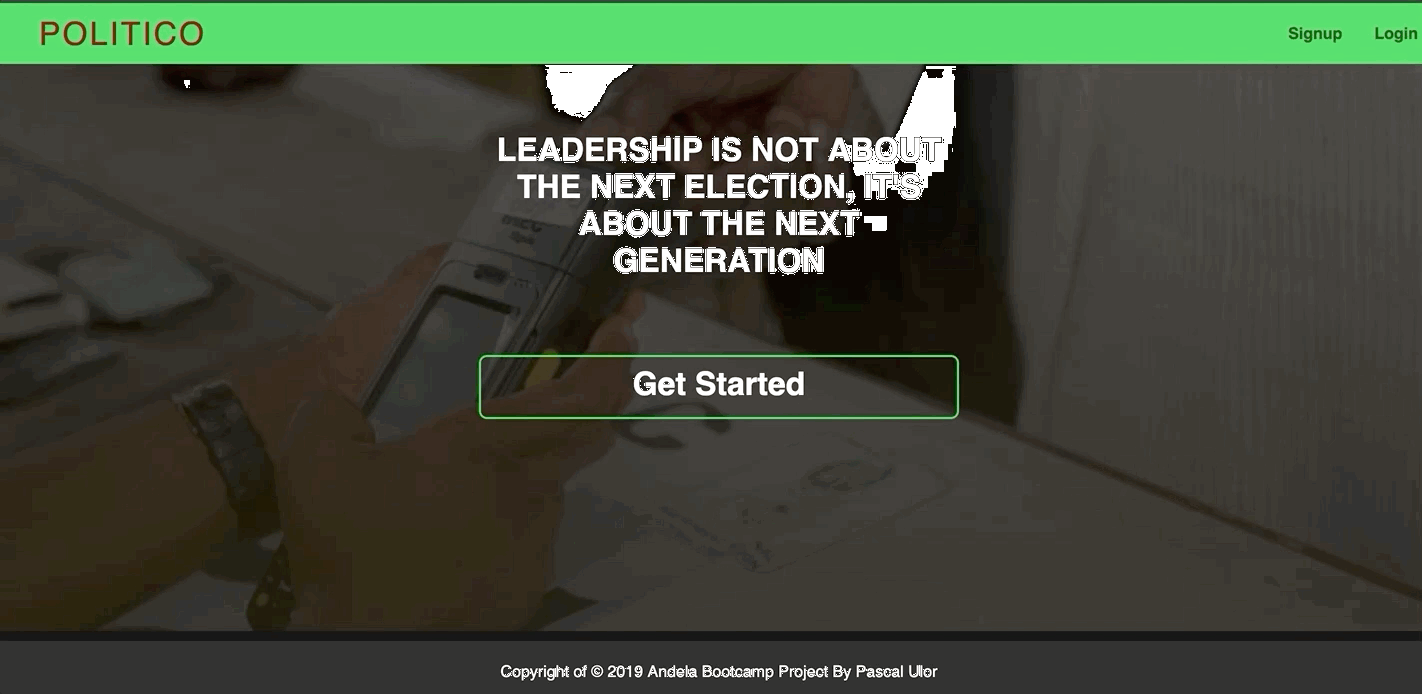 POLITICO
Signup
Login
LEADERSHIP IS NOT ABOUT
THE NEXT ELECTION, IT'S
ABOUT THE NEXT
GENERATION
Get Started
Copyright of © 2019 Andela Bootcamp Project By Pascal Ulor